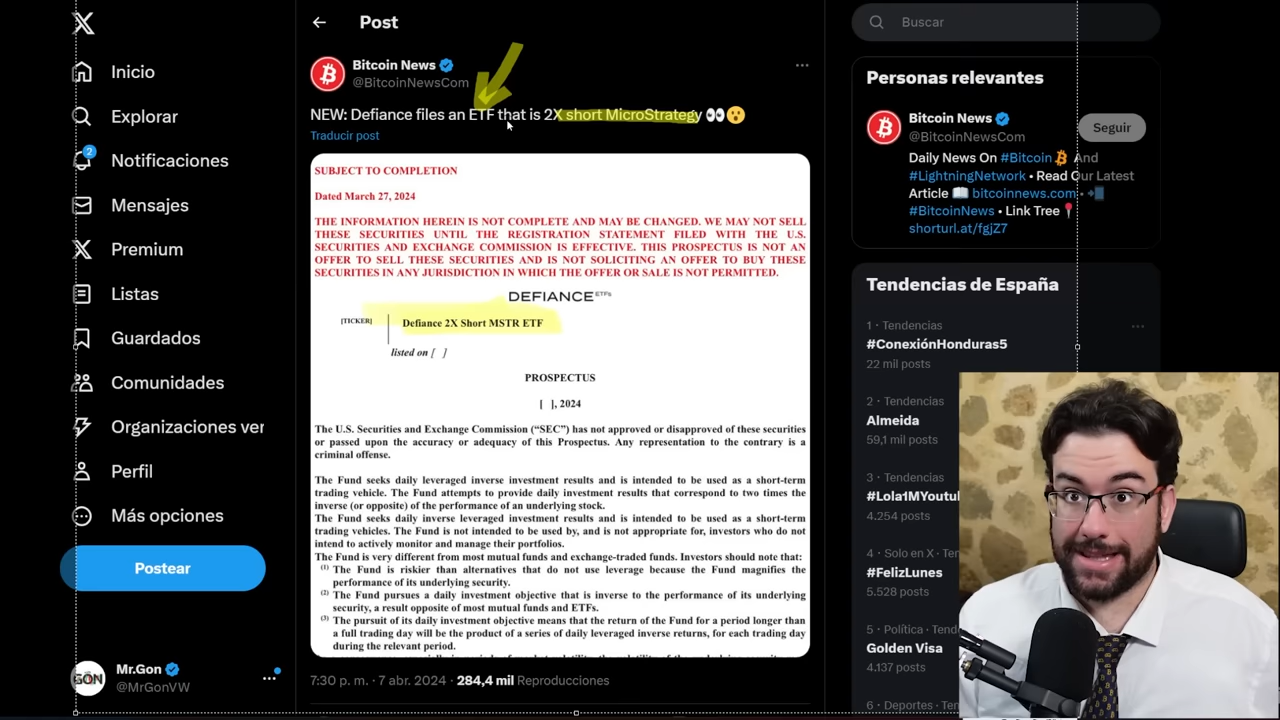 Inicio
Explorar
2
Notificaciones
Mensajes
Premium
Listas
Guardados
Comunidades
Organizaciones ver
Perfil
Más opciones
Postear
GON
Mr.Gon
@MrGonVW
Post
Bitcoin News
@BitcoinNewsCom
NEW: Defiance files an ETF that is 2X short MicroStrategy 👀😮
Traducir post
SUBJECT TO COMPLETION
Dated March 27, 2024
THE INFORMATION HEREIN IS NOT COMPLETE AND MAY BE CHANGED. WE MAY NOT SELL
THESE SECURITIES UNTIL THE REGISTRATION STATEMENT FILED WITH THE U.S.
SECURITIES AND EXCHANGE COMMISSION IS EFFECTIVE. THIS PROSPECTUS IS NOT AN
OFFER TO SELL THESE SECURITIES AND IS NOT SOLICITING AN OFFER TO BUY THESE
SECURITIES IN ANY JURISDICTION IN WHICH THE OFFER OR SALE IS NOT PERMITTED.
DEFIANCE ETFs
[TICKER] Defiance 2X Short MSTR ETF
listed on [ ]
PROSPECTUS
[ ], 2024
The U.S. Securities and Exchange Commission (“SEC”) has not approved or disapproved of these securities
or passed upon the accuracy or adequacy of this Prospectus. Any representation to the contrary is a
criminal offense.
The Fund seeks daily leveraged inverse investment results and is intended to be used as a short-term
trading vehicle. The Fund attempts to provide daily investment results that correspond to two times the
inverse (or opposite) of the performance of an underlying stock.
The Fund seeks daily inverse leveraged investment results and is intended to be used as a short-term
trading vehicles. The Fund is not intended to be used by, and is not appropriate for, investors who do not
intend to actively monitor and manage their portfolios.
The Fund is very different from most mutual funds and exchange-traded funds. Investors should note that:
(1) The Fund is riskier than alternatives that do not use leverage because the Fund magnifies the
performance of its underlying security.
(2) The Fund pursues a daily investment objective that is inverse to the performance of its underlying
security, a result opposite of most mutual funds and ETFs.
(3) The pursuit of its daily investment objective means that the return of the Fund for a period longer than
a full trading day will be the product of a series of daily leveraged inverse returns, for each trading day
during the relevant period.
7:30 p. m. · 7 abr. 2024 · 284,4 mil Reproducciones
Buscar
Personas relevantes
Bitcoin News
@BitcoinNewsCom
Seguir
Daily News On #Bitcoin And
#LightningNetwork • Read Our Latest
Article 📖 bitcoinnews.com • 📲
#BitcoinNews • Link Tree 📍
shorturl.at/fgjZ7
Tendencias de España
1 · Tendencias
#ConexiónHonduras5
22 mil posts
2 · Tendencias
Almeida
59,1 mil posts
3 · Tendencias
#Lola1MYoutul
4.254 posts
4 · Solo en X · Ten
#FelizLunes
5.528 posts
5 · Política · Tend
Golden Visa
4.137 posts
6 · Deportes · Ten